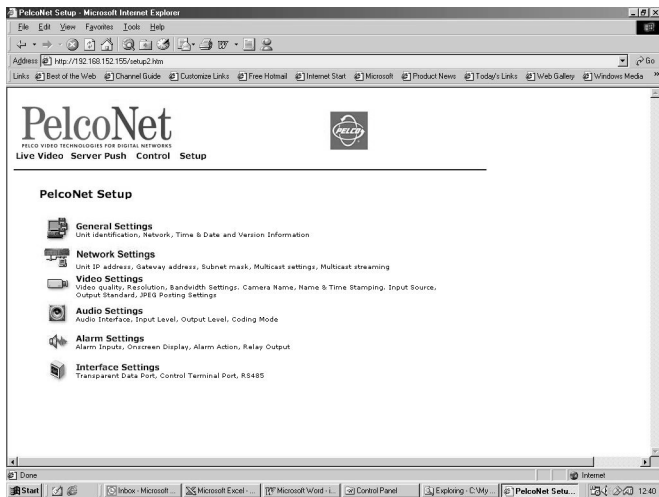 PelcoNet Setup - Microsoft Internet Explorer
File Edit View Favorites Tools Help
Address http://192.168.152.155/setup2.htm Go
Links Best of the Web Channel Guide Customize Links Free Hotmail Internet Start Microsoft Product News Today's Links Web Gallery Windows Media »
PelcoNet
PELCO VIDEO TECHNOLOGIES FOR DIGITAL NETWORKS
PELCO
Live Video Server Push Control Setup
PelcoNet Setup
General Settings
Unit identification, Network, Time & Date and Version Information
Network Settings
Unit IP address, Gateway address, Subnet mask, Multicast settings, Multicast streaming
Video Settings
Video quality, Resolution, Bandwidth Settings. Camera Name, Name & Time Stamping. Input Source,
Output Standard, JPEG Posting Settings
Audio Settings
Audio Interface, Input Level, Output Level, Coding Mode
Alarm Settings
Alarm Inputs, Onscreen Display, Alarm Action, Relay Output
Interface Settings
Transparent Data Port, Control Terminal Port, RS485
Done Internet
Start Inbox - Microsoft ... Microsoft Excel - ... Microsoft Word - i... Control Panel Exploring - C:\My ... PelcoNet Setu... 12:40